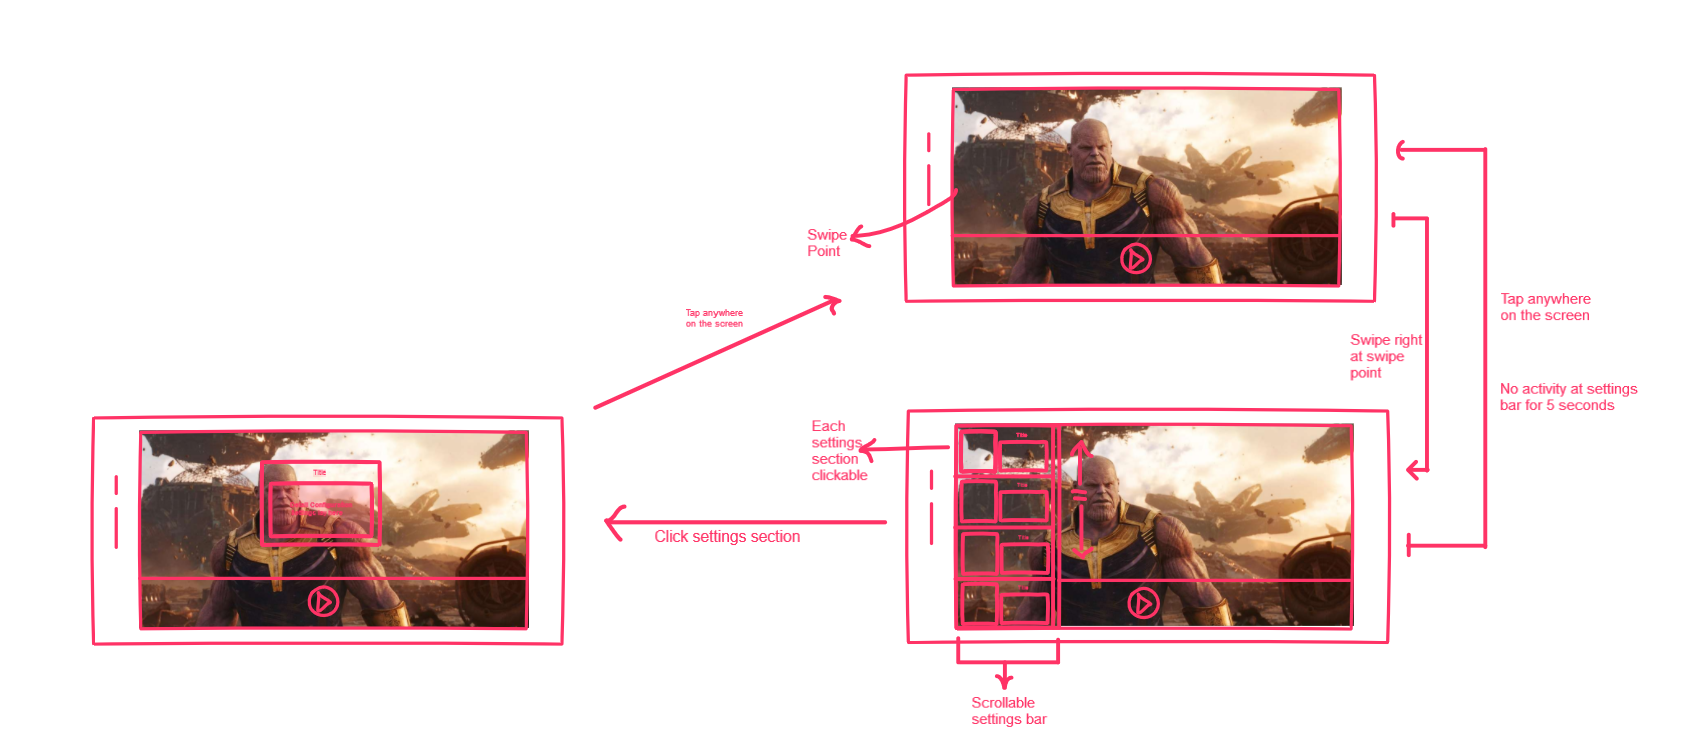 Swipe
Point
Tap anywhere
on the screen
Tap anywhere
on the screen
Swipe right
at swipe
point
No activity at settings
bar for 5 seconds
Each
settings
section
clickable
Click settings section
Title
Title
Title
Title
Scrollable
settings bar